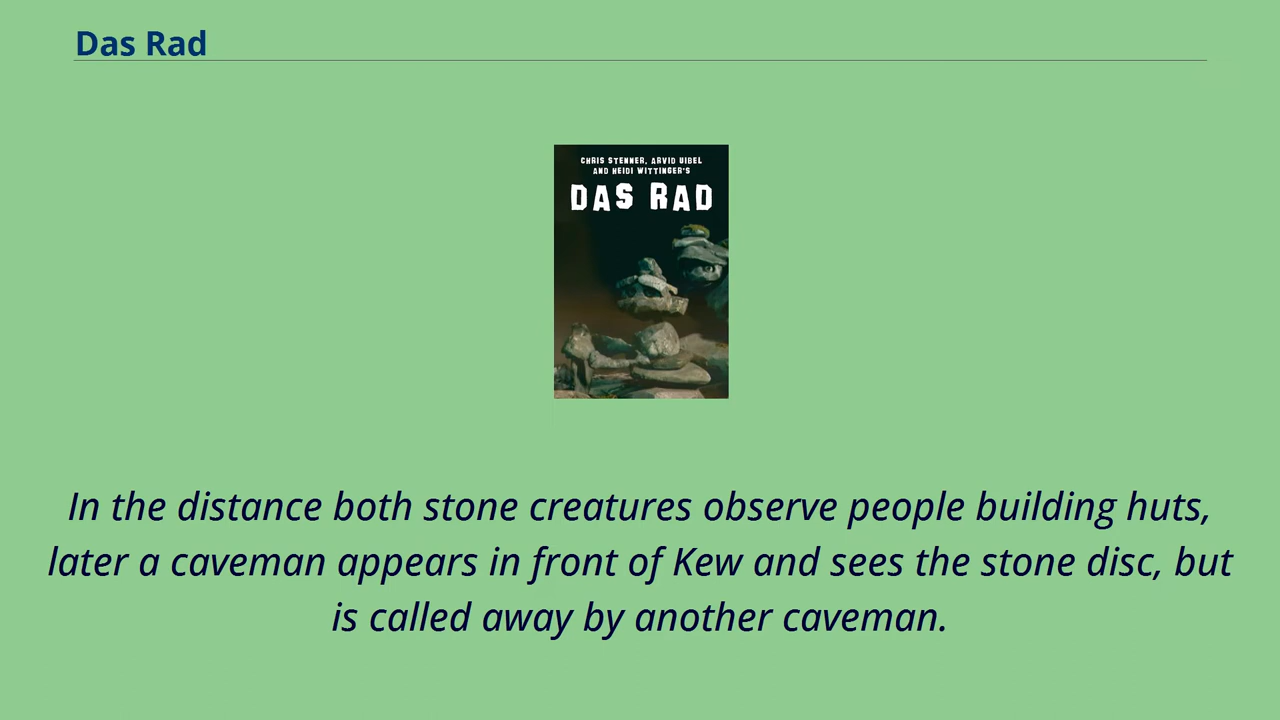 Das Rad
CHRIS STENNER, ARVID UIBEL
AND HEIDI WITTINGER'S
DAS RAD
In the distance both stone creatures observe people building huts,
later a caveman appears in front of Kew and sees the stone disc, but
is called away by another caveman.